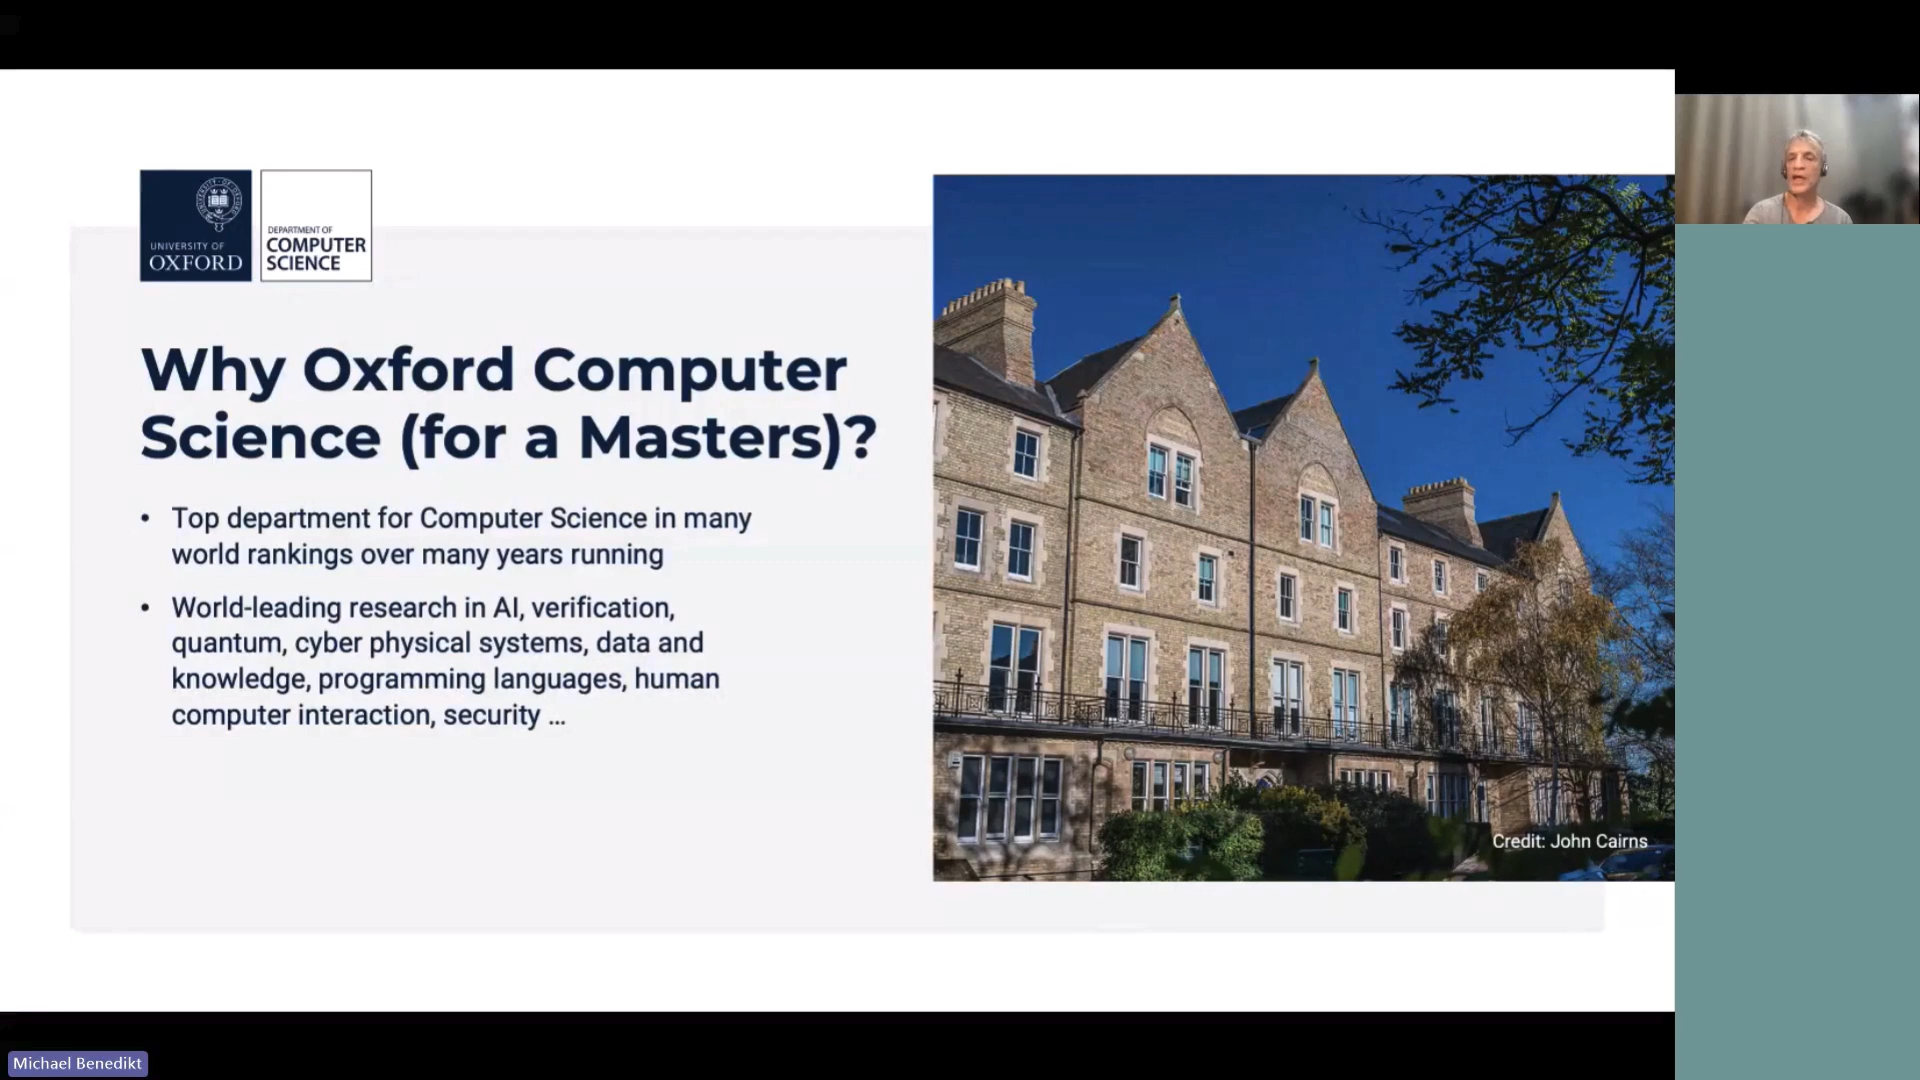 UNIVERSITY OF
OXFORD
DEPARTMENT OF
COMPUTER
SCIENCE
Why Oxford Computer
Science (for a Masters)?
• Top department for Computer Science in many
world rankings over many years running
• World-leading research in AI, verification,
quantum, cyber physical systems, data and
knowledge, programming languages, human
computer interaction, security ...
Credit: John Cairns
Michael Benedikt